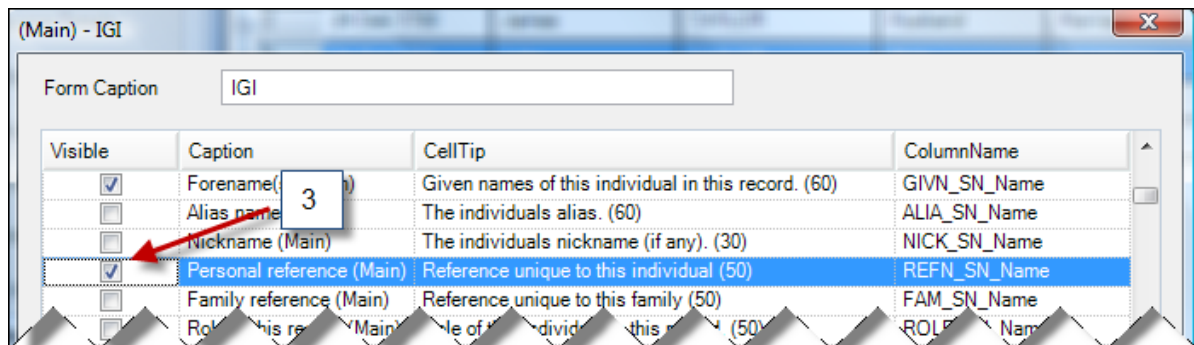 (Main) - IGI
Form Caption IGI
Visible Caption CellTip ColumnName
Given names of this individual in this record. (60) GIVN_SN_Name
Alias The individuals alias. (60) ALIA_SN_Name
3
Nickname (Main) The individuals nickname (if any). (30) NICK_SN_Name
Personal reference (Main) Reference unique to this individual (50) REFN_SN_Name
Family reference (Main) Reference unique to this family (50) FAM_SN_Name
(Main) (50)